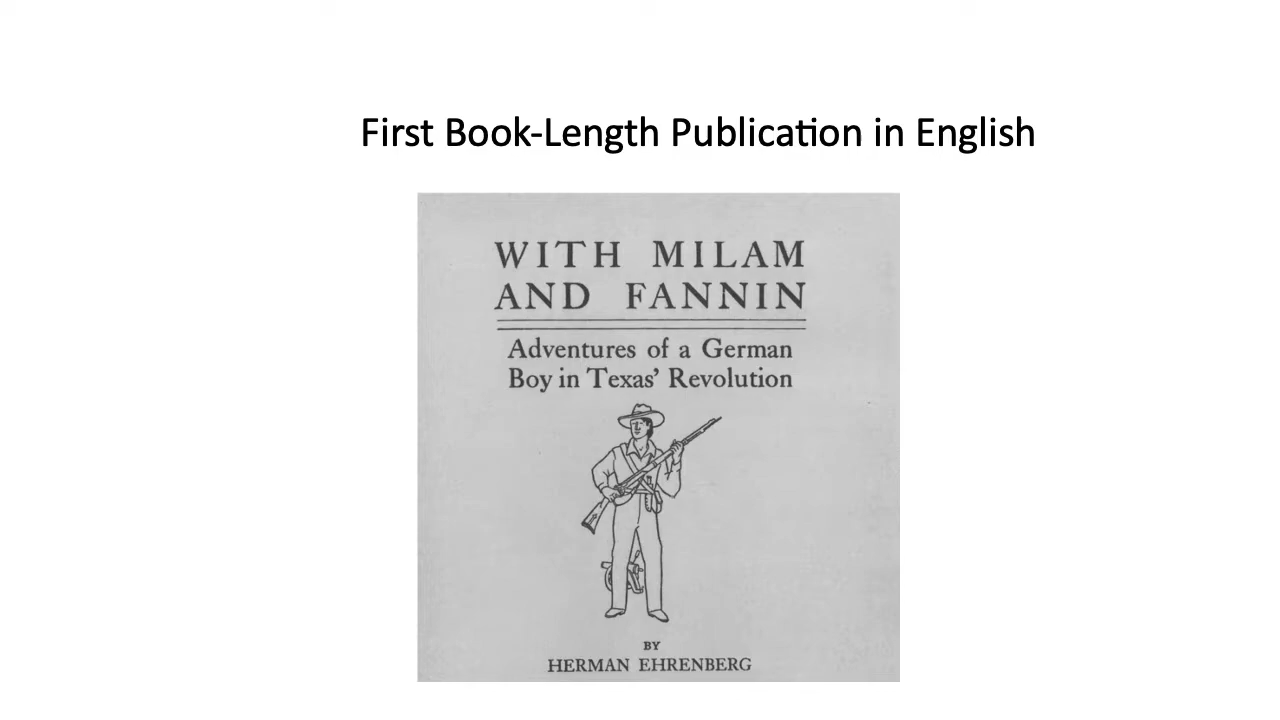 First Book-Length Publication in English
WITH MILAM
AND FANNIN
Adventures of a German
Boy in Texas' Revolution
BY
HERMAN EHRENBERG